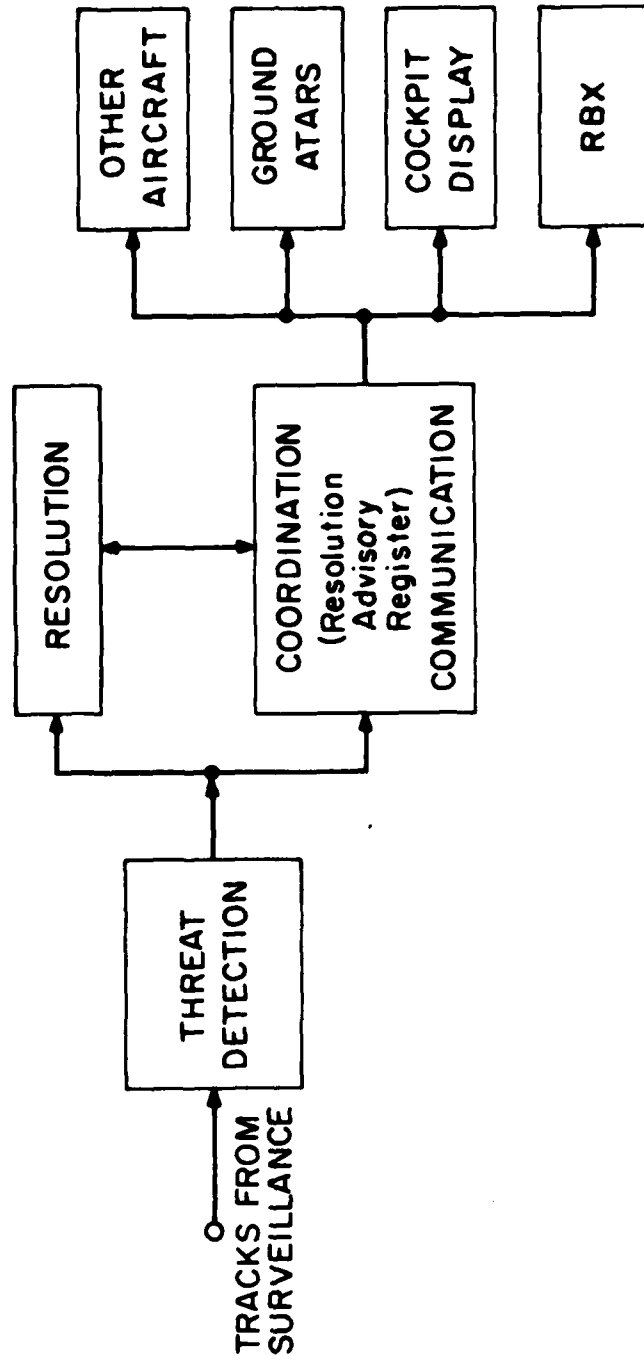 TRACKS FROM
SURVEILLANCE
THREAT
DETECTION
RESOLUTION
COORDINATION
(Resolution
Advisory
Register)
COMMUNICATION
OTHER
AIRCRAFT
GROUND
ATARS
COCKPIT
DISPLAY
RBX